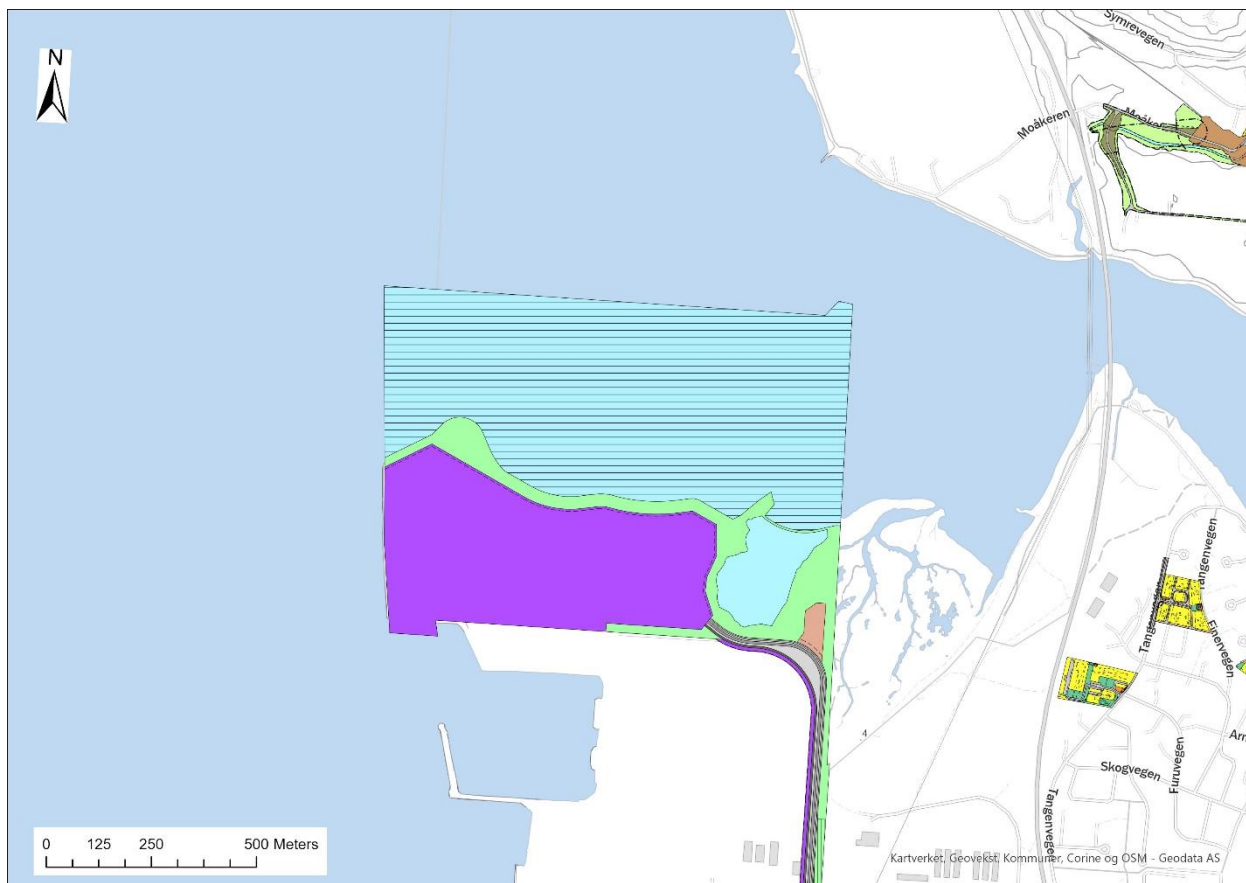 N
Symrevegen
Moåkeren
Tangenvegen
Einervegen
4
Skogvegen
Furuvegen
Tangenvegen
0 125 250 500 Meters
Kartverket, Geovekst, Kommuner, Corine og OSM - Geodata AS